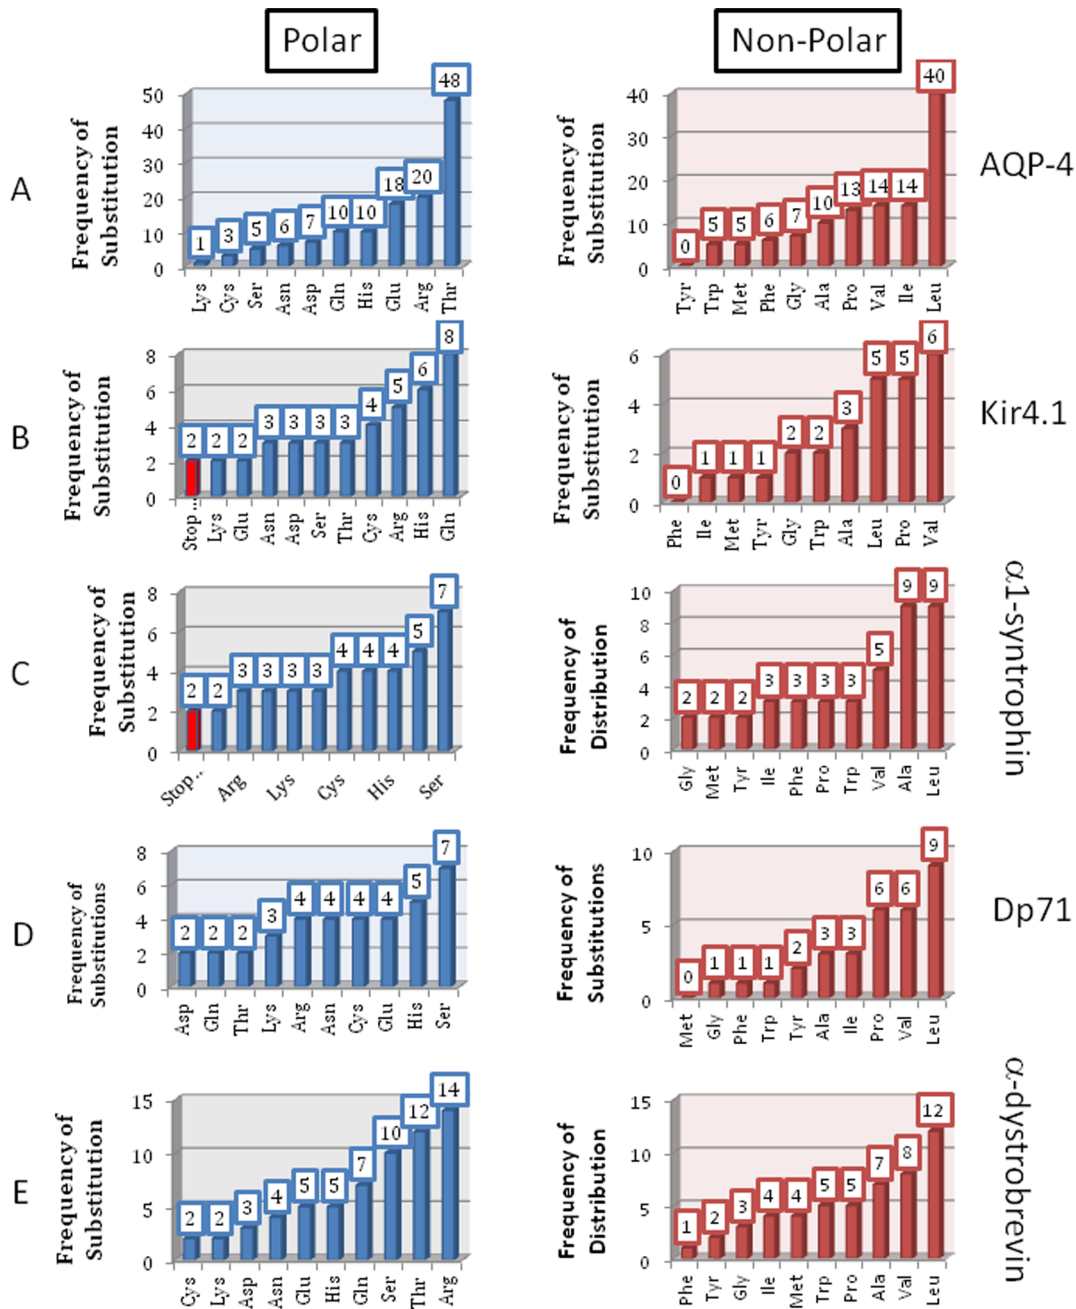 Polar
Non-Polar
A
Frequency of
Substitution
50
40
30
20
10
0
1
3
5
6
7
10
10
18
20
48
Lys
Cys
Ser
Asn
Asp
Gln
His
Glu
Arg
Thr
Frequency of
Substitution
40
30
20
10
0
0
5
5
6
7
10
13
14
14
40
Tyr
Trp
Met
Phe
Gly
Ala
Pro
Val
Ile
Leu
AQP-4
B
Frequency of
Substitution
8
6
4
2
0
2
2
2
3
3
3
3
4
5
6
8
Stop...
Lys
Glu
Asn
Asp
Ser
Thr
Cys
Arg
His
Gln
Frequency of
Substitution
6
4
2
0
0
1
1
1
2
2
3
5
5
6
Phe
Ile
Met
Tyr
Gly
Trp
Ala
Leu
Pro
Val
Kir4.1
C
Frequency of
Substitution
8
6
4
2
0
2
2
3
3
3
3
4
4
4
5
7
Stop..
Arg
Lys
Cys
His
Ser
Frequency of
Distribution
10
8
6
4
2
0
2
2
2
3
3
3
3
5
9
9
Gly
Met
Tyr
Ile
Phe
Pro
Trp
Val
Ala
Leu
α1-syntrophin
D
Frequency of
Substitutions
8
6
4
2
0
2
2
2
3
4
4
4
4
5
7
Asp
Gln
Thr
Lys
Arg
Asn
Cys
Glu
His
Ser
Frequency of
Substitutions
10
5
0
0
1
1
1
2
3
3
6
6
9
Met
Gly
Phe
Trp
Tyr
Ala
Ile
Pro
Val
Leu
Dp71
E
Frequency of
Substitution
15
10
5
0
2
2
3
4
5
5
7
10
12
14
Cys
Lys
Asp
Asn
Glu
His
Gln
Ser
Thr
Arg
Frequency of
Distribution
15
10
5
0
1
2
3
4
4
5
5
7
8
12
Phe
Tyr
Gly
Ile
Met
Trp
Pro
Ala
Val
Leu
α-dystrobrevin